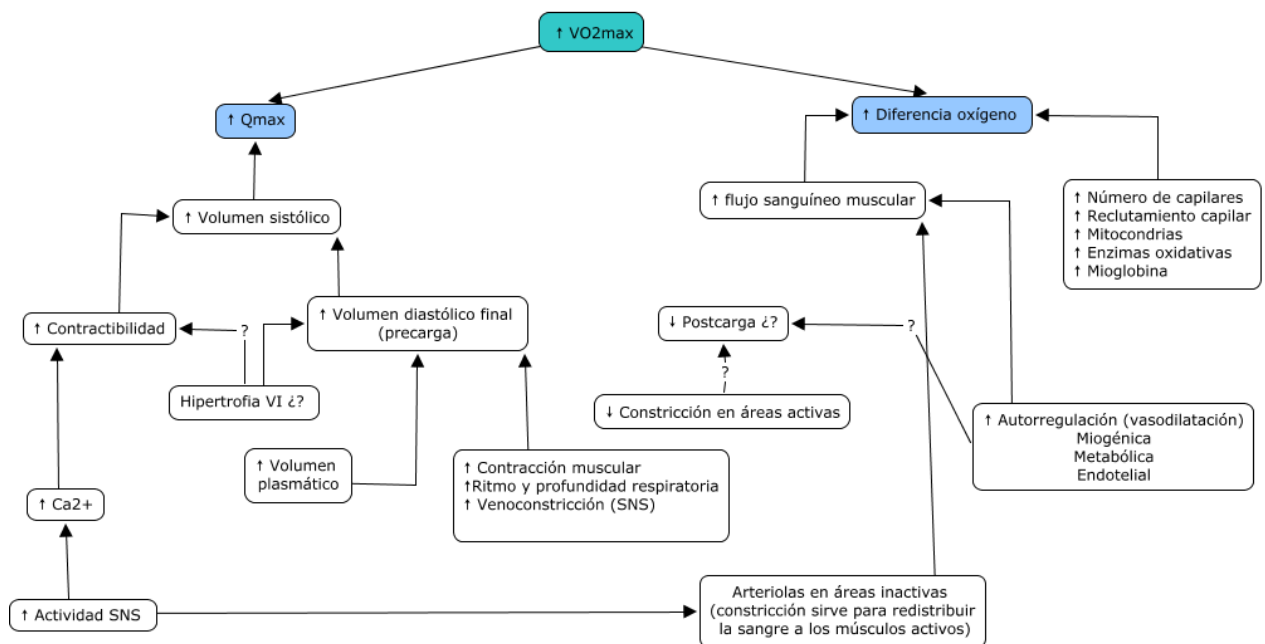 ↑ VO2max
↑ Qmax
↑ Diferencia oxígeno
↑ Volumen sistólico
↑ flujo sanguíneo muscular
↑ Número de capilares
↑ Reclutamiento capilar
↑ Mitocondrias
↑ Enzimas oxidativas
↑ Mioglobina
↑ Contractibilidad
?
↑ Volumen diastólico final
(precarga)
↓ Postcarga ¿?
?
?
Hipertrofia VI ¿?
↓ Constricción en áreas activas
↑ Autorregulación (vasodilatación)
Miogénica
Metabólica
Endotelial
↑ Volumen
plasmático
↑ Contracción muscular
↑Ritmo y profundidad respiratoria
↑ Venoconstricción (SNS)
↑ Ca2+
↑ Actividad SNS
Arteriolas en áreas inactivas
(constricción sirve para redistribuir
la sangre a los músculos activos)